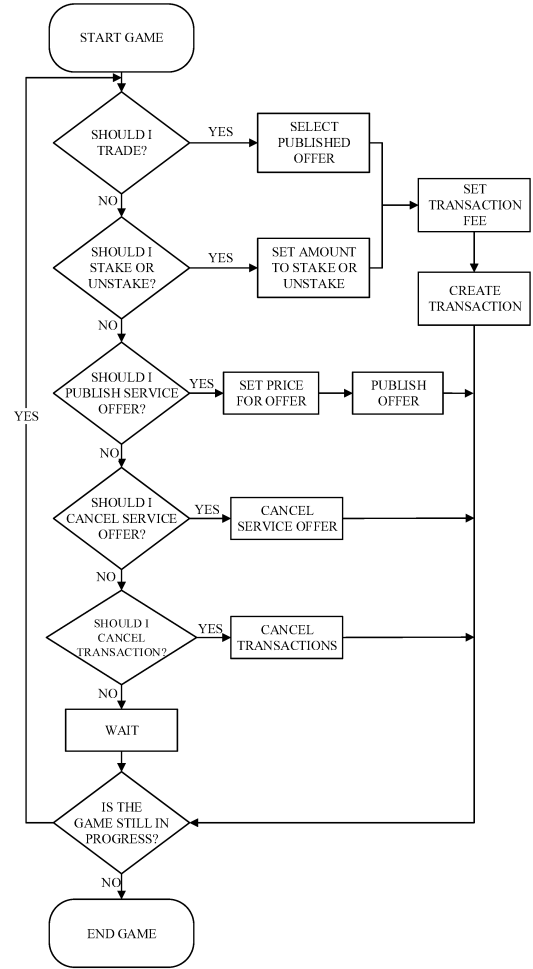 START GAME
SHOULD I
TRADE?
YES
SELECT
PUBLISHED
OFFER
NO
SET
TRANSACTION
FEE
SHOULD I
STAKE OR
UNSTAKE?
YES
SET AMOUNT
TO STAKE OR
UNSTAKE
CREATE
TRANSACTION
NO
SHOULD I
PUBLISH SERVICE
OFFER?
YES
SET PRICE
FOR OFFER
PUBLISH
OFFER
YES
NO
SHOULD I
CANCEL SERVICE
OFFER?
YES
CANCEL
SERVICE OFFER
NO
SHOULD I
CANCEL
TRANSACTION?
YES
CANCEL
TRANSACTIONS
NO
WAIT
IS THE
GAME STILL IN
PROGRESS?
NO
END GAME